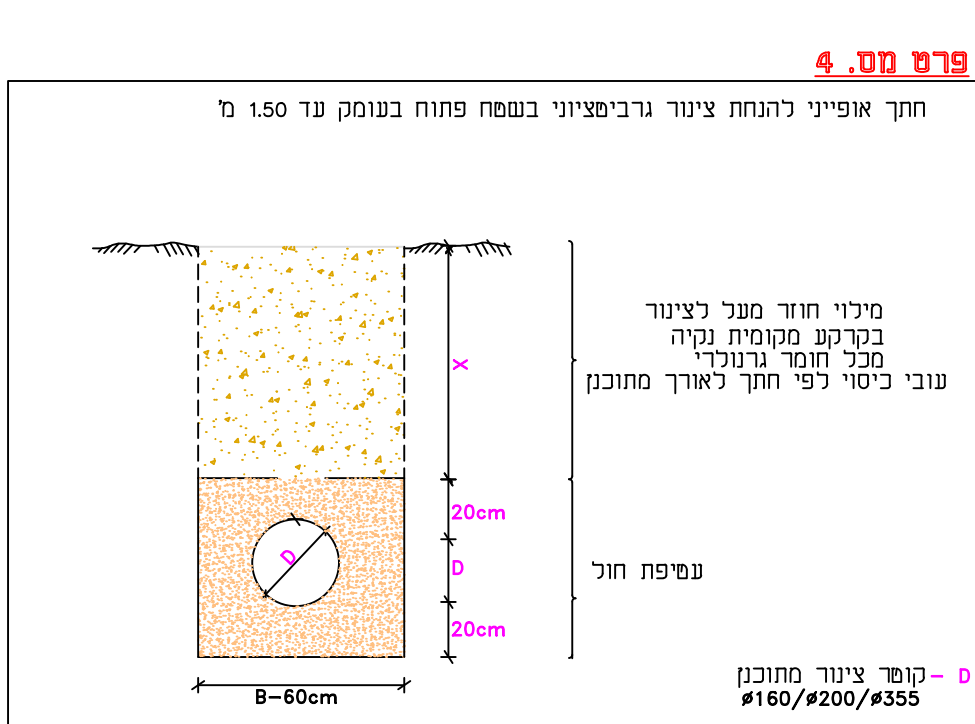 פרט מס. 4
חתך אופייני להנחת צינור גרביטציוני בשטח פתוח בעומק עד 1.50 מ'
מילוי חוזר מעל לצינור
בקרקע מקומית נקיה
מכל חומר גרנולרי
עובי כיסוי לפי חתך לאורך מתוכנן
X
20cm
D
D
20cm
עטיפת חול
B-60cm
D - קוטר צינור מתוכנן
ø160/ø200/ø355